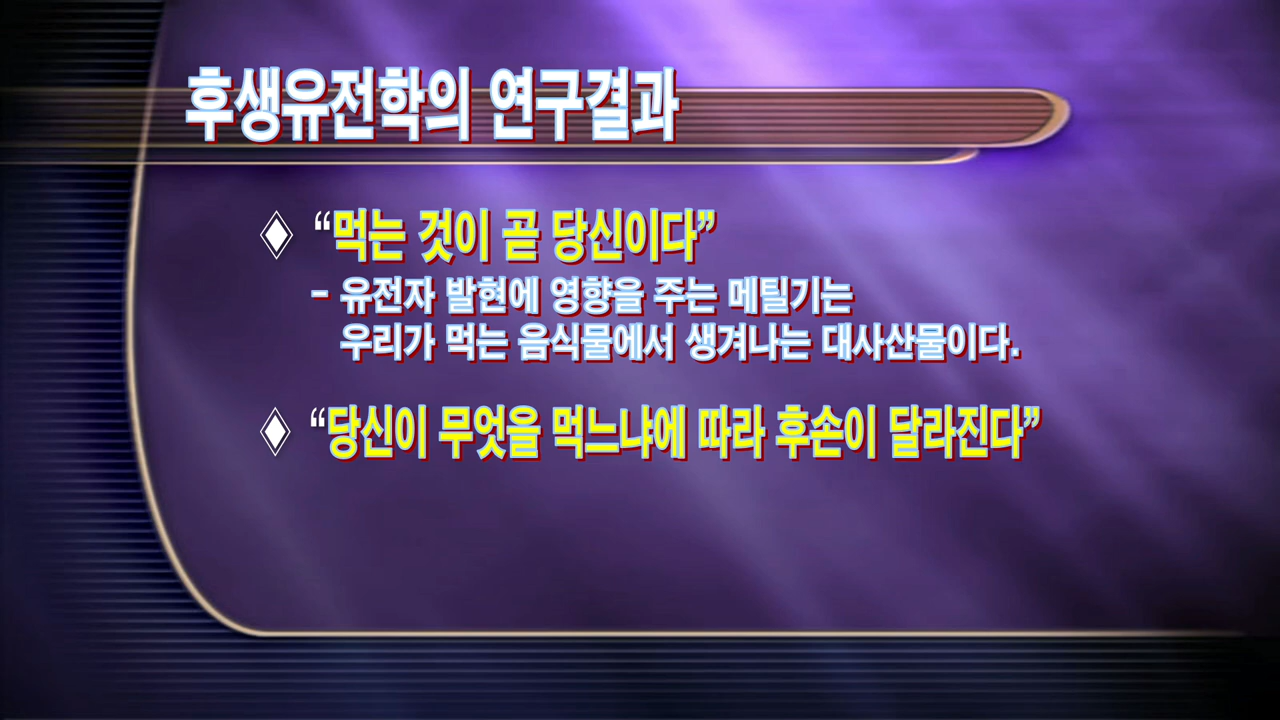 후생유전학의 연구결과
“먹는 것이 곧 당신이다”
- 유전자 발현에 영향을 주는 메틸기는
우리가 먹는 음식물에서 생겨나는 대사산물이다.
“당신이 무엇을 먹느냐에 따라 후손이 달라진다”